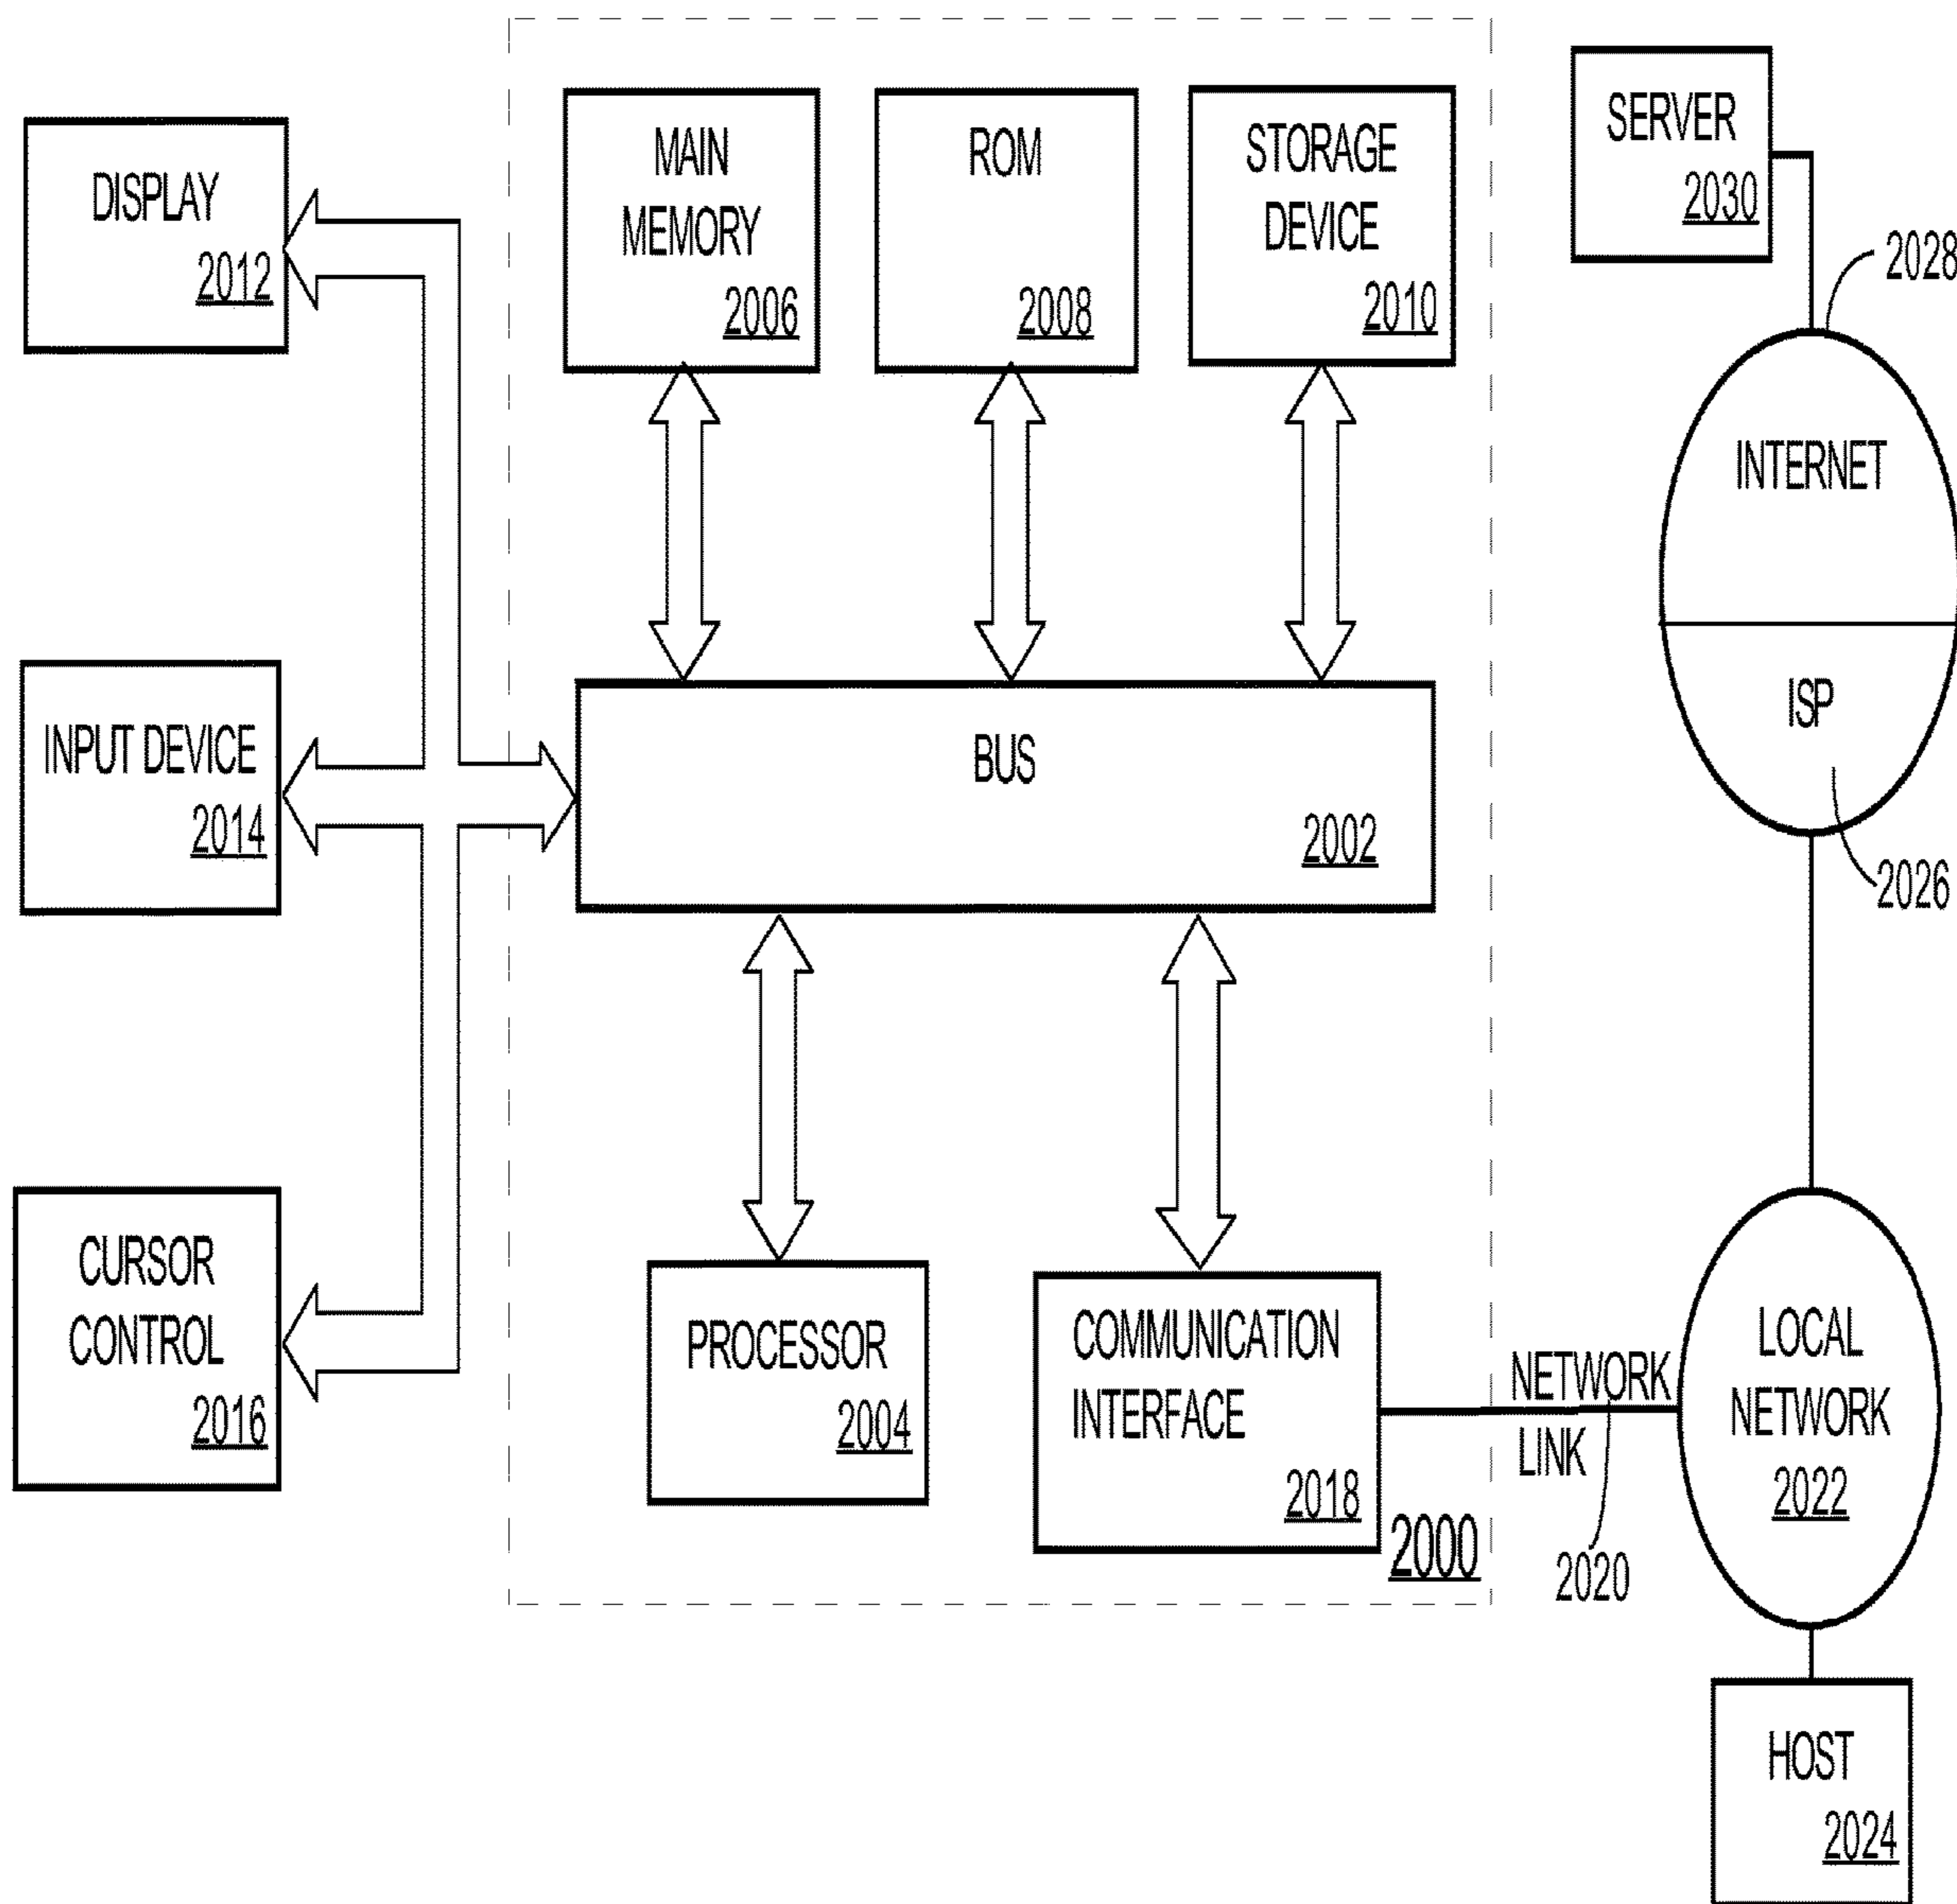 DISPLAY
2012
INPUT DEVICE
2014
CURSOR
CONTROL
2016
MAIN
MEMORY
2006
ROM
2008
STORAGE
DEVICE
2010
BUS
2002
PROCESSOR
2004
COMMUNICATION
INTERFACE
2018
2000
NETWORK
LINK
2020
SERVER
2030
2028
INTERNET
ISP
2026
LOCAL
NETWORK
2022
HOST
2024